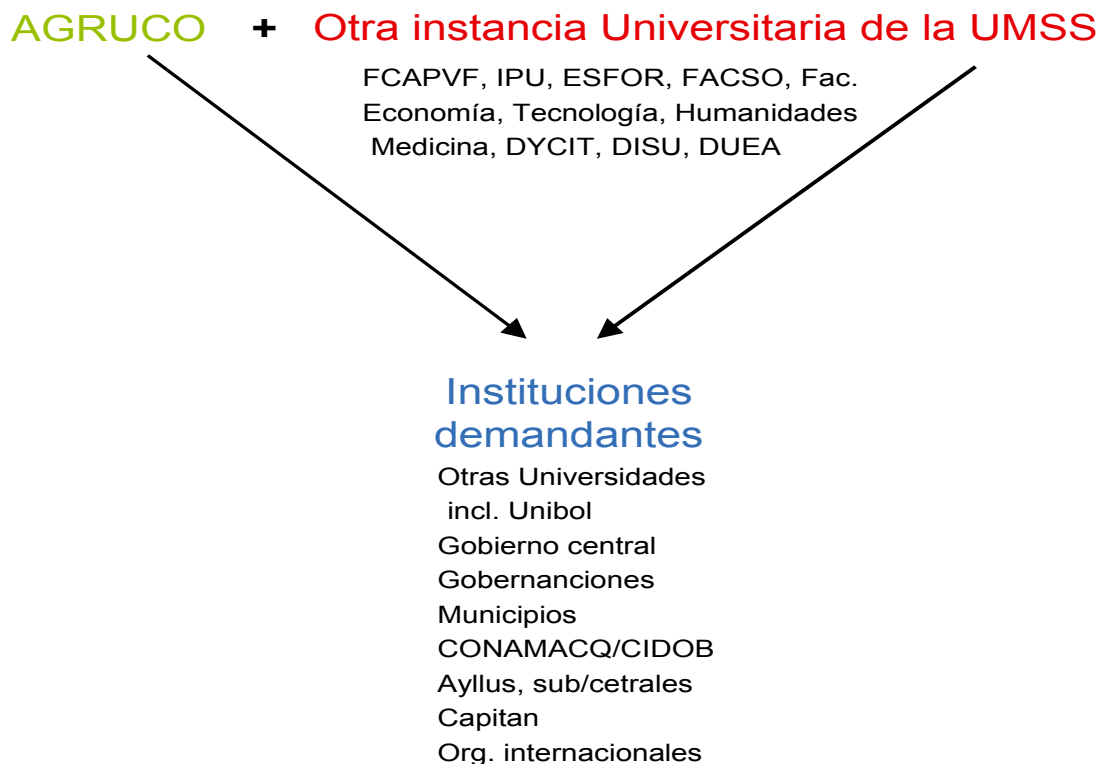 AGRUCO + Otra instancia Universitaria de la UMSS
FCAPVF, IPU, ESFOR, FACSO, Fac.
Economía, Tecnología, Humanidades
Medicina, DYCIT, DISU, DUEA
Instituciones
demandantes
Otras Universidades
incl. Unibol
Gobierno central
Gobernanciones
Municipios
CONAMACQ/CIDOB
Ayllus, sub/cetrales
Capitan
Org. internacionales